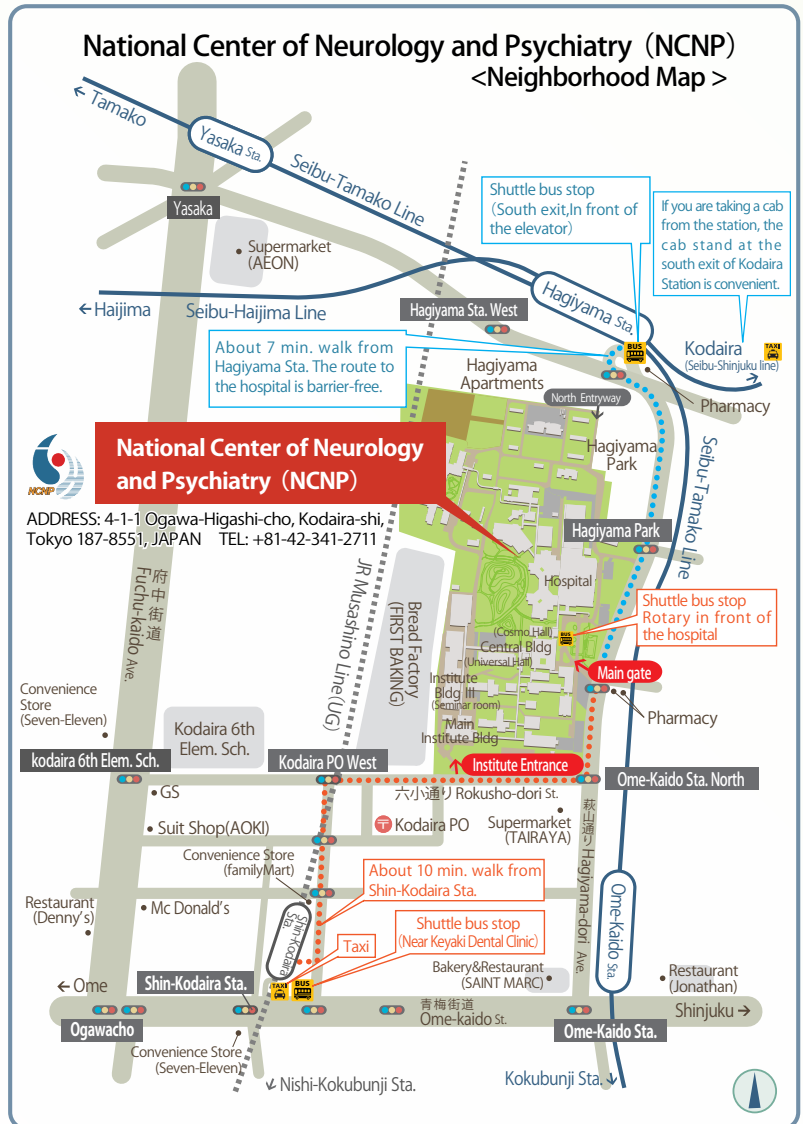 National Center of Neurology and Psychiatry（NCNP）
<Neighborhood Map >
← Tamako
Yasaka Sta.
Seibu-Tamako Line
Yasaka
Supermarket
(AEON)
Shuttle bus stop
(South exit,In front of
the elevator)
If you are taking a cab
from the station, the
cab stand at the
south exit of Kodaira
Station is convenient.
← Haijima
Seibu-Haijima Line
Hagiyama Sta. West
Hagiyama Sta.
BUS
TAXI
Kodaira
(Seibu-Shinjuku line)
About 7 min. walk from
Hagiyama Sta. The route to
the hospital is barrier-free.
Hagiyama
Apartments
North Entryway
Pharmacy
Hagiyama
Park
Seibu-Tamako Line
NCNP
National Center of Neurology
and Psychiatry（NCNP）
ADDRESS: 4-1-1 Ogawa-Higashi-cho, Kodaira-shi,
Tokyo 187-8551, JAPAN TEL: +81-42-341-2711
Hagiyama Park
府中街道
Fuchu-kaido Ave.
JR Musashino Line(UG)
Bread Factory
(FIRST BAKING)
Hospital
Shuttle bus stop
Rotary in front of
the hospital
BUS
(Cosmo Hall)
Central Bldg
(Universal Hall)
Main gate
Institute
Bldg III
(Seminar room)
Main
Institute Bldg
Pharmacy
Convenience
Store
(Seven-Eleven)
Kodaira 6th
Elem. Sch.
kodaira 6th Elem. Sch.
Kodaira PO West
Institute Entrance
Ome-Kaido Sta. North
GS
六小通り Rokusho-dori St.
Suit Shop(AOKI)
〒 Kodaira PO
Supermarket
(TAIRAYA)
萩山通り Hagiyama-dori Ave.
Convenience Store
(familyMart)
About 10 min. walk from
Shin-Kodaira Sta.
Restaurant
(Denny's)
Mc Donald's
Shin-Kodaira
Sta.
Taxi
Shuttle bus stop
(Near Keyaki Dental Clinic)
Ome-Kaido Sta.
Bakery&Restaurant
(SAINT MARC)
Restaurant
(Jonathan)
← Ome
Shin-Kodaira Sta.
TAXI
BUS
Ogawacho
青梅街道
Ome-kaido St.
Ome-Kaido Sta.
Shinjuku →
Convenience Store
(Seven-Eleven)
↙ Nishi-Kokubunji Sta.
Kokubunji Sta. ↓